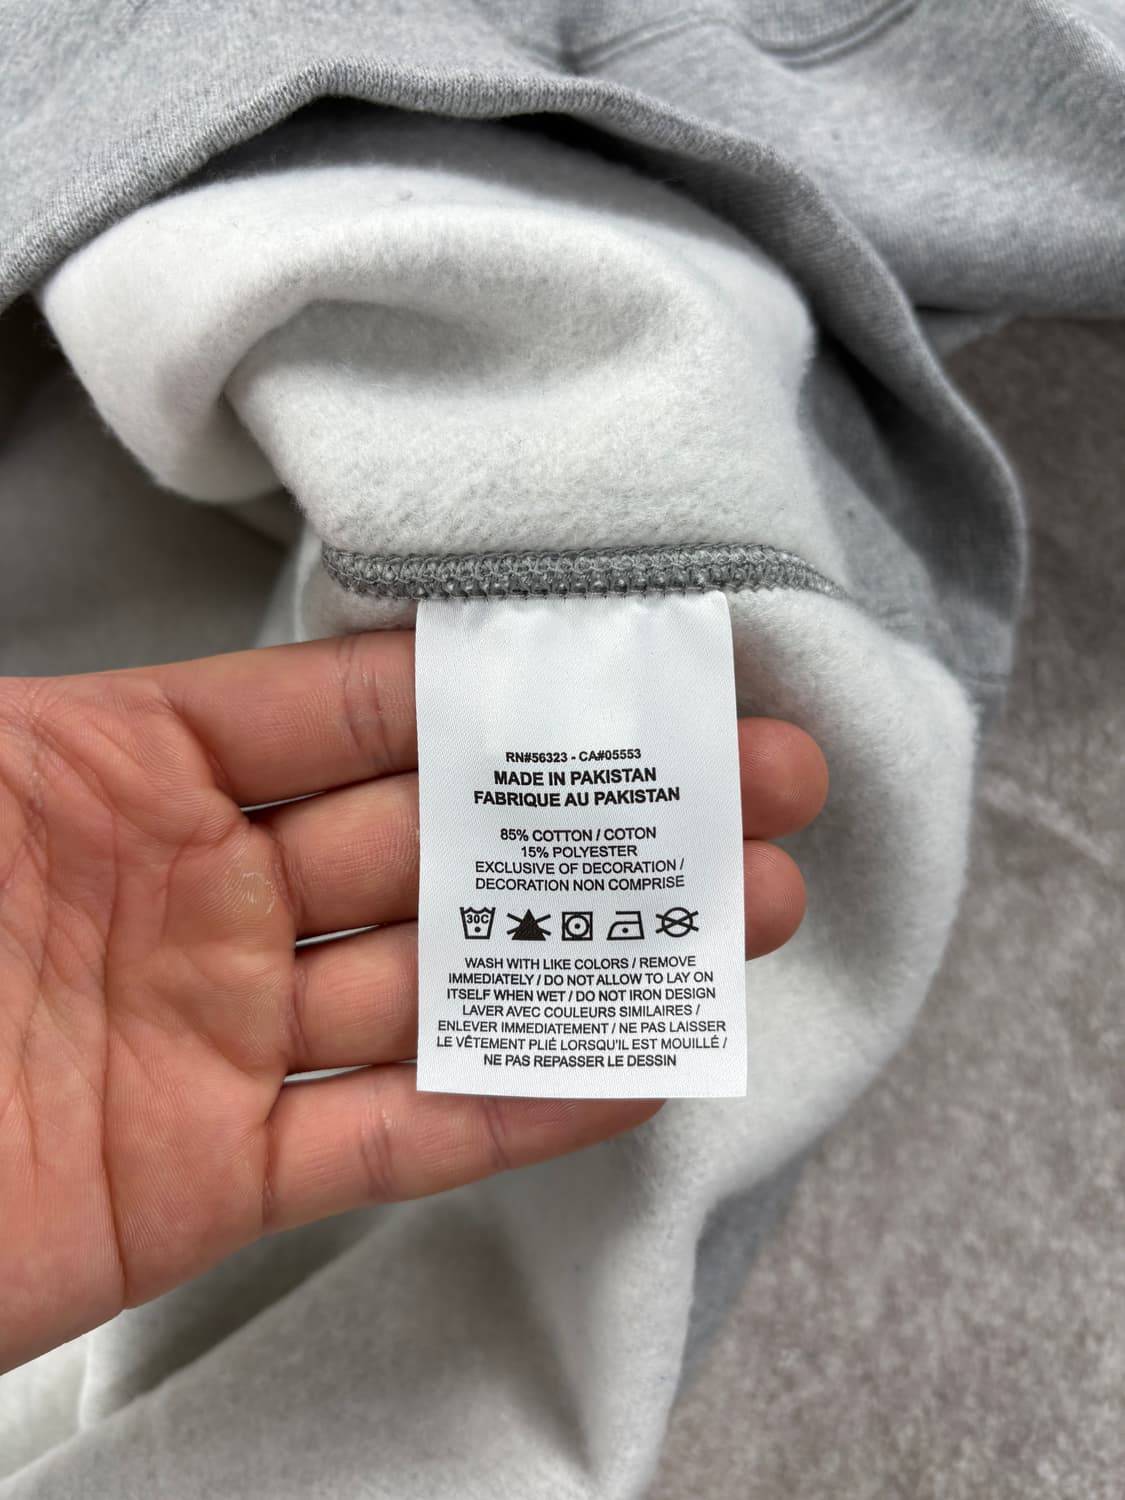 RN#56323 - CA#05553
MADE IN PAKISTAN
FABRIQUE AU PAKISTAN
85% COTTON / COTON
15% POLYESTER
EXCLUSIVE OF DECORATION /
DECORATION NON COMPRISE
30C
WASH WITH LIKE COLORS / REMOVE
IMMEDIATELY / DO NOT ALLOW TO LAY ON
ITSELF WHEN WET / DO NOT IRON DESIGN
LAVER AVEC COULEURS SIMILAIRES /
ENLEVER IMMEDIATEMENT / NE PAS LAISSER
LE VÊTEMENT PLIÉ LORSQU'IL EST MOUILLÉ /
NE PAS REPASSER LE DESSIN